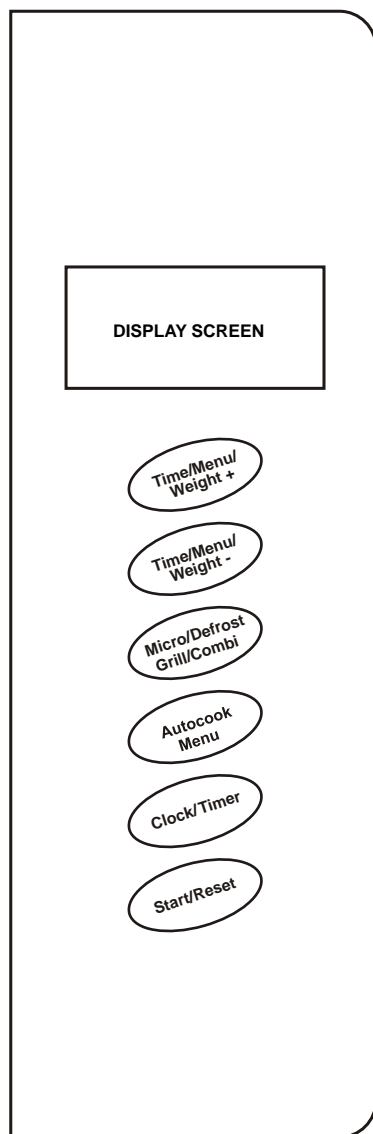 DISPLAY SCREEN
Time/Menu/
Weight +
Time/Menu/
Weight -
Micro/Defrost
Grill/Combi
Autocook
Menu
Clock/Timer
Start/Reset